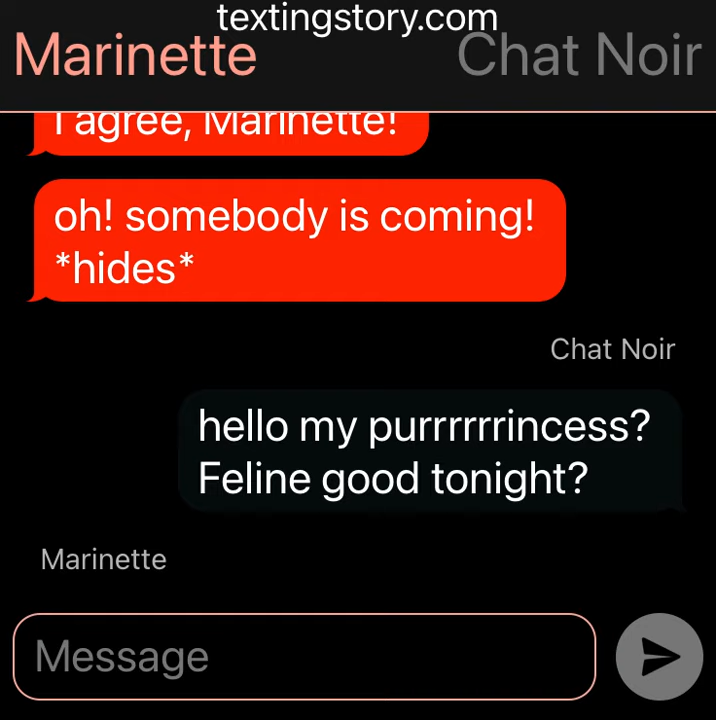 textingstory.com
Marinette
Chat Noir
I agree, Marinette!
oh! somebody is coming!
*hides*
Chat Noir
hello my purrrrrrincess?
Feline good tonight?
Marinette
Message